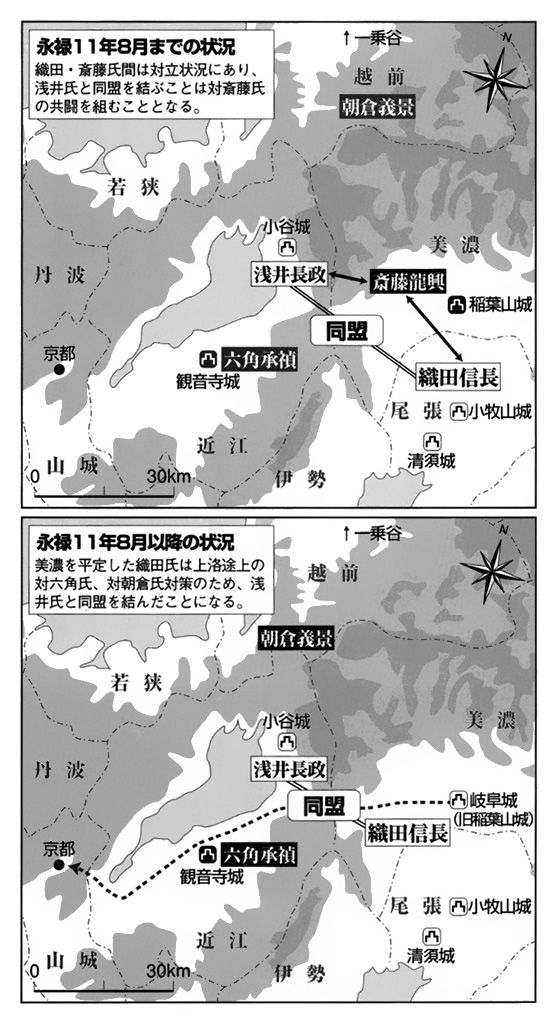 永禄11年8月までの状況
織田・斎藤氏間は対立状況にあり、
浅井氏と同盟を結ぶことは対斎藤氏
の共闘を組むこととなる。
↑一乗谷
N
越前
朝倉義景
若狭
小谷城
美濃
丹波
浅井長政
斎藤龍興
稲葉山城
同盟
京都
六角承禎
観音寺城
織田信長
尾張
小牧山城
近江
清須城
山城
伊勢
0
30km
永禄11年8月以降の状況
美濃を平定した織田氏は上洛途上の
対六角氏、対朝倉氏対策のため、浅
井氏と同盟を結んだことになる。
↑一乗谷
N
越前
朝倉義景
若狭
小谷城
美濃
丹波
浅井長政
同盟
岐阜城
(旧稲葉山城)
織田信長
京都
六角承禎
観音寺城
尾張
小牧山城
近江
清須城
山城
伊勢
0
30km